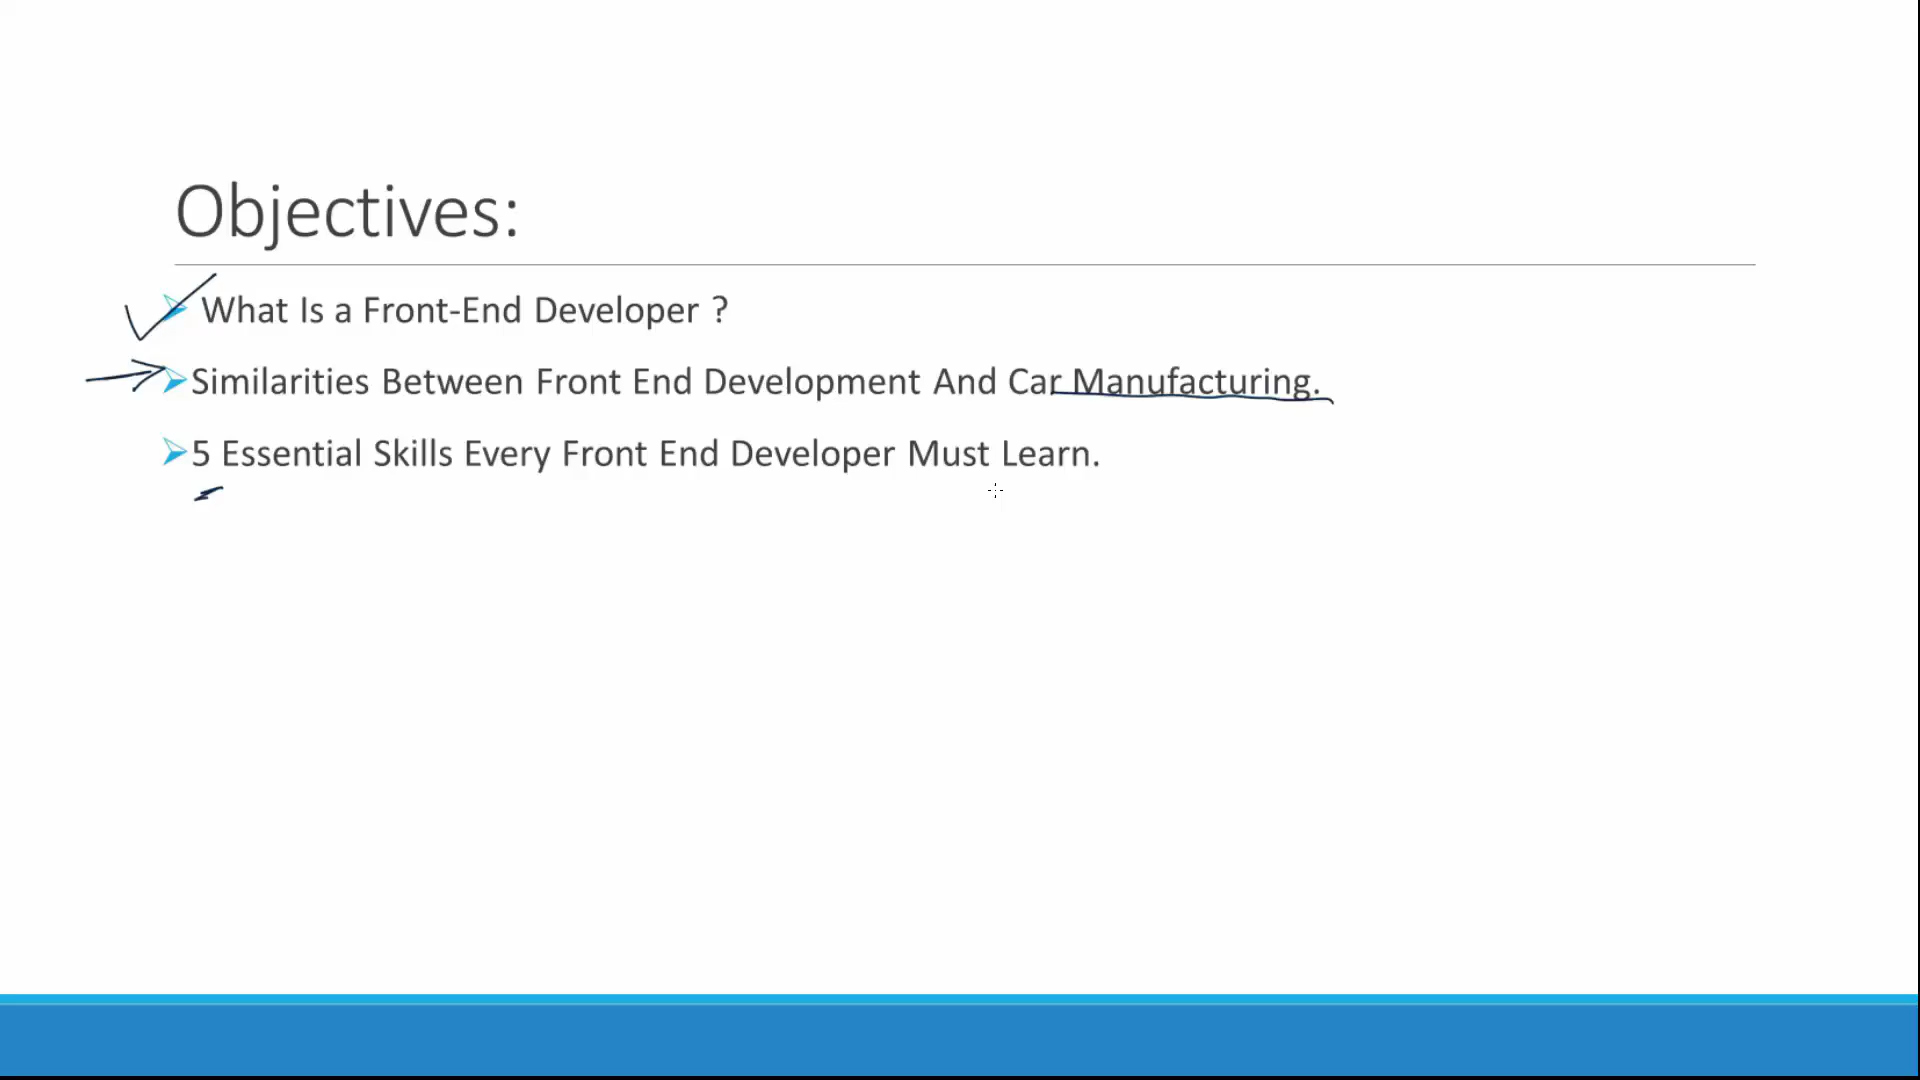 Objectives:
What Is a Front-End Developer ?
Similarities Between Front End Development And Car Manufacturing.
5 Essential Skills Every Front End Developer Must Learn.